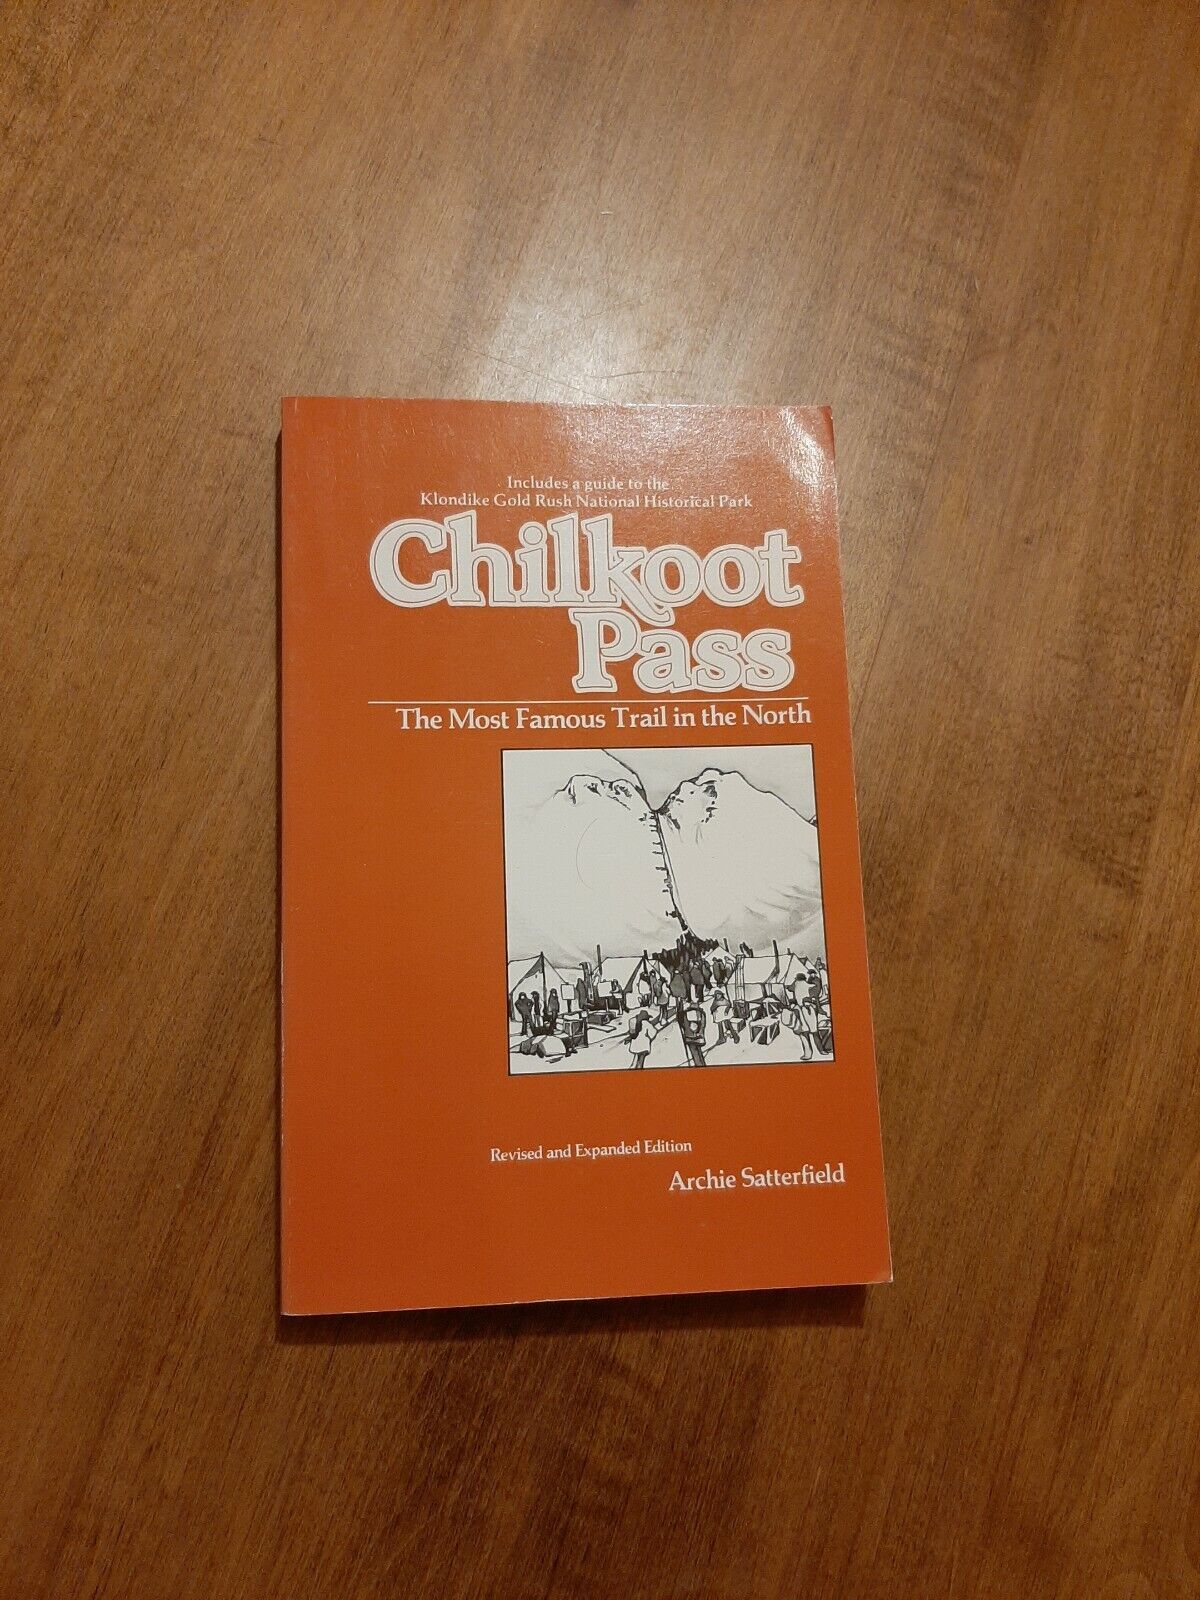 Includes a guide to the
Klondike Gold Rush National Historical Park
Chilkoot
Pass
The Most Famous Trail in the North
Revised and Expanded Edition
Archie Satterfield